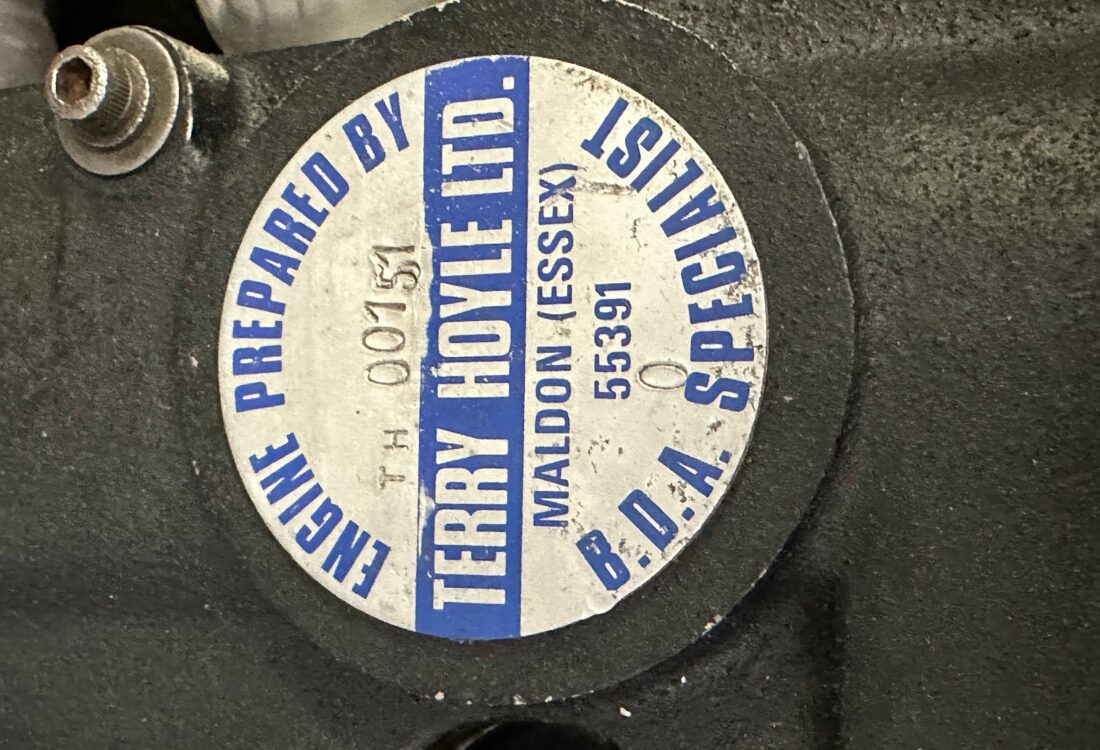 ENGINE PREPARED BY
TH 00151
TERRY HOYLE LTD.
MALDON (ESSEX)
55391
0
B.D.A. SPECIALIST